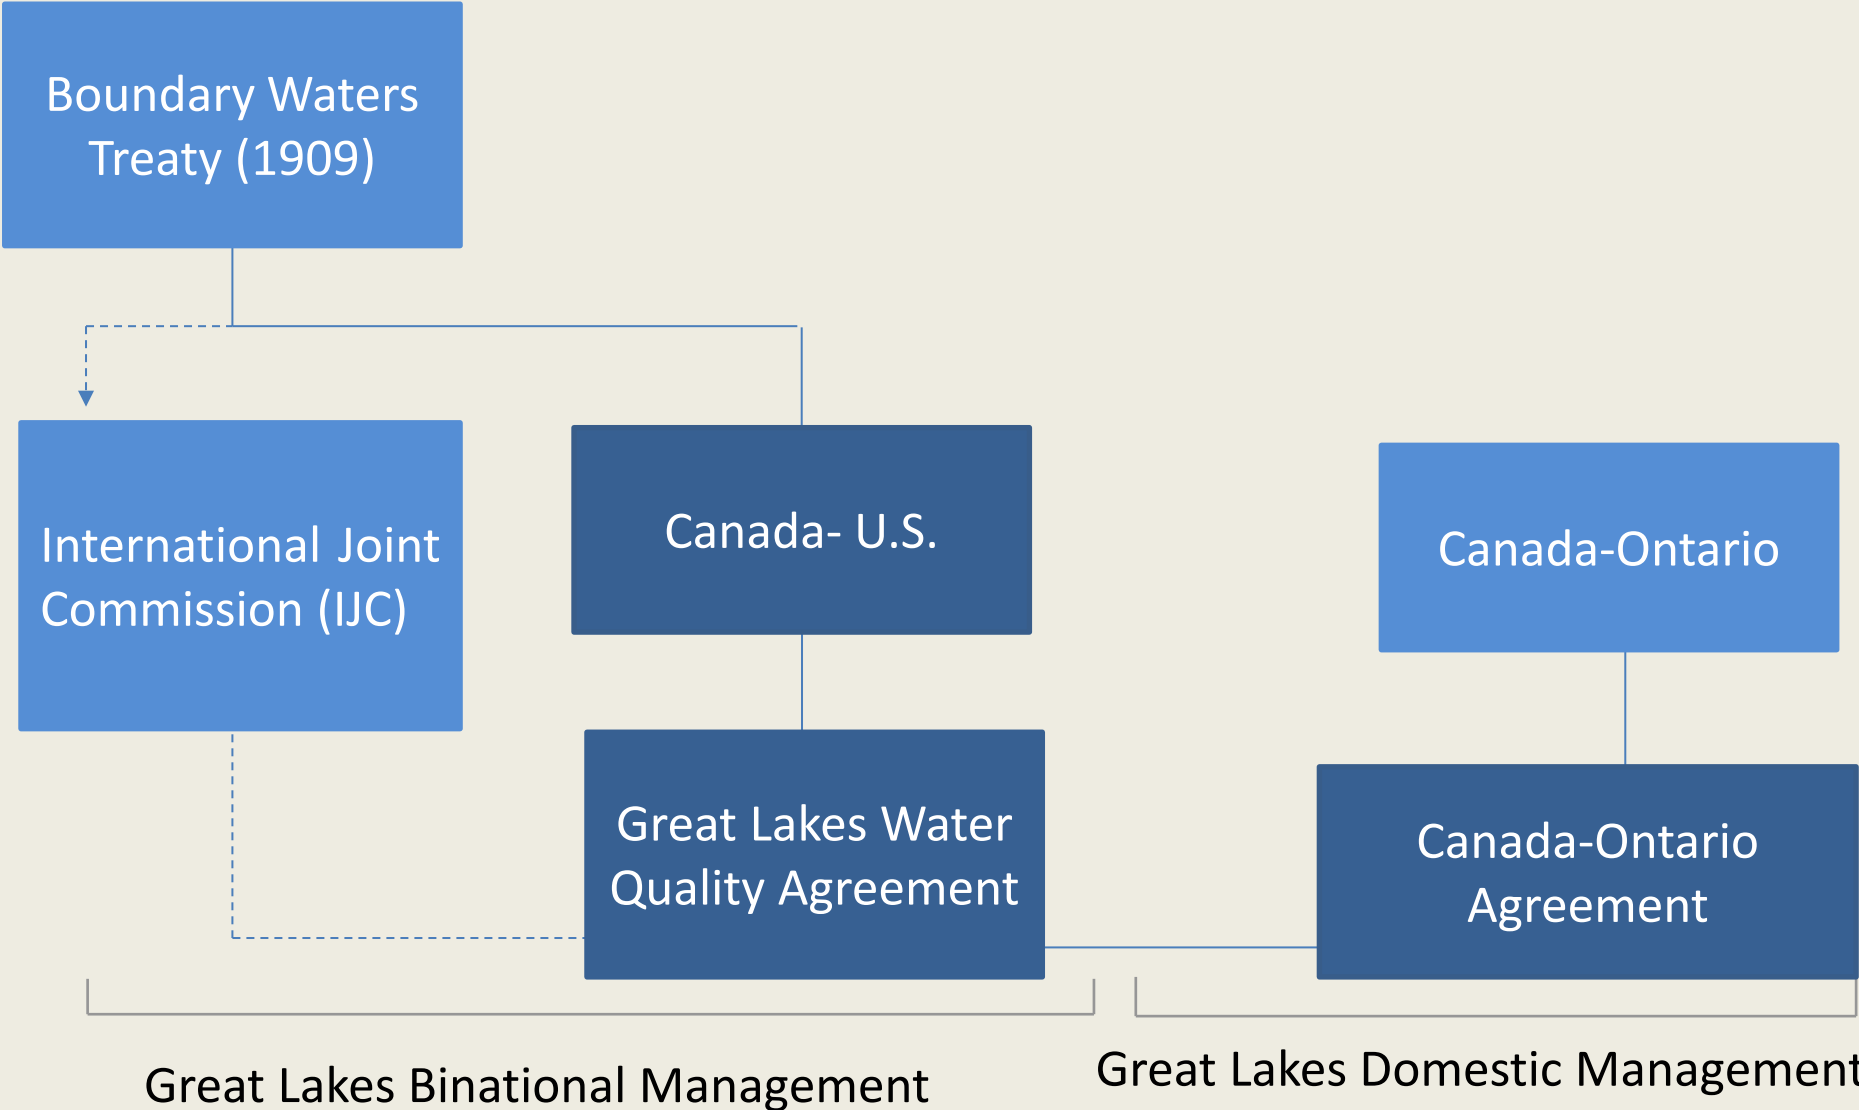 Boundary Waters
Treaty (1909)
International Joint
Commission (IJC)
Canada- U.S.
Canada-Ontario
Great Lakes Water
Quality Agreement
Canada-Ontario
Agreement
Great Lakes Binational Management
Great Lakes Domestic Management